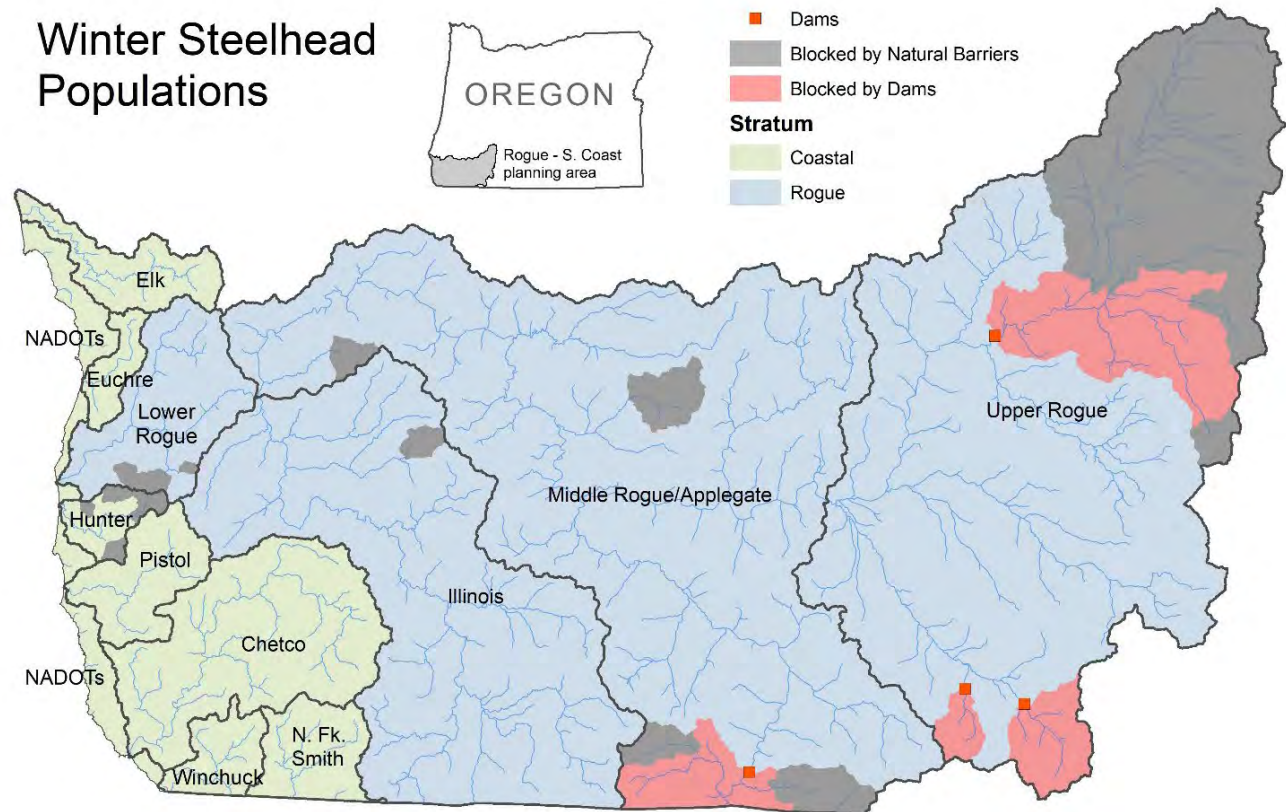 Winter Steelhead
Populations
OREGON
Rogue - S. Coast
planning area
Dams
Blocked by Natural Barriers
Blocked by Dams
Stratum
Coastal
Rogue
Elk
NADOTs
Euchre
Lower
Rogue
Upper Rogue
Middle Rogue/Applegate
Hunter
Pistol
Illinois
Chetco
NADOTs
N. Fk.
Smith
Winchuck